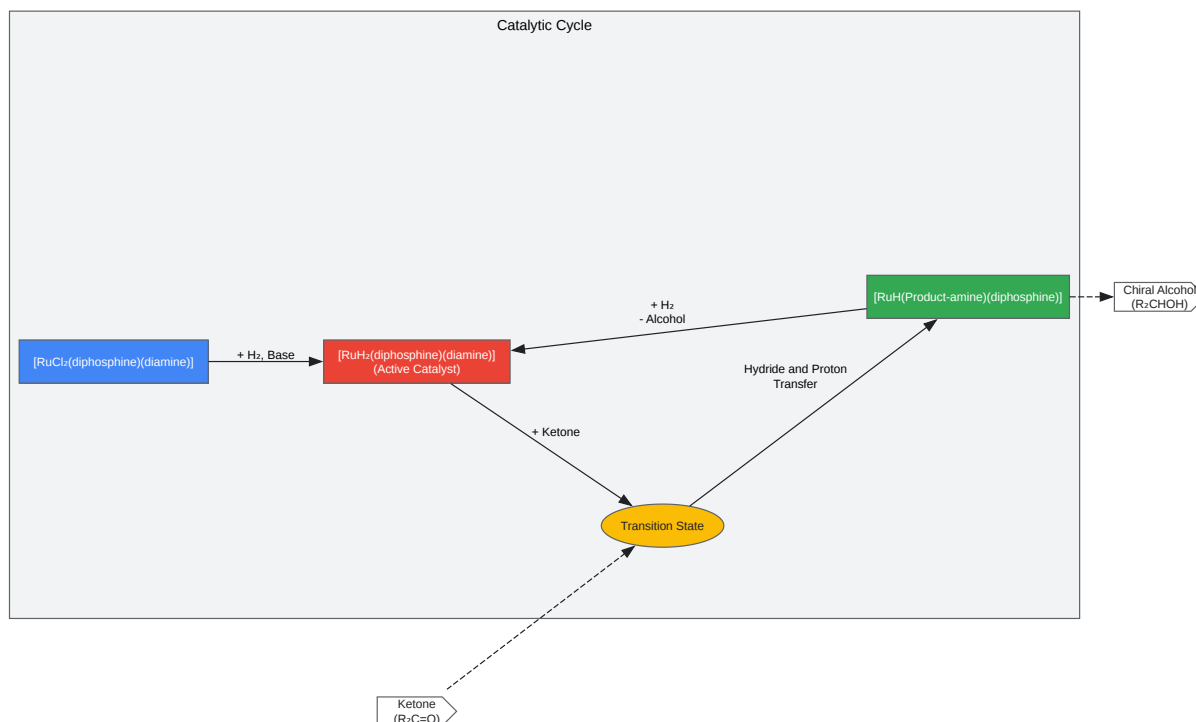 Catalytic Cycle
[RuH(Product-amine)(diphosphine)]
Chiral Alcohol
(R₂CHOH)
+ H₂
- Alcohol
[RuCl₂(diphosphine)(diamine)]
+ H₂, Base
[RuH₂(diphosphine)(diamine)]
(Active Catalyst)
Hydride and Proton
Transfer
+ Ketone
Transition State
Ketone
(R₂C=O)